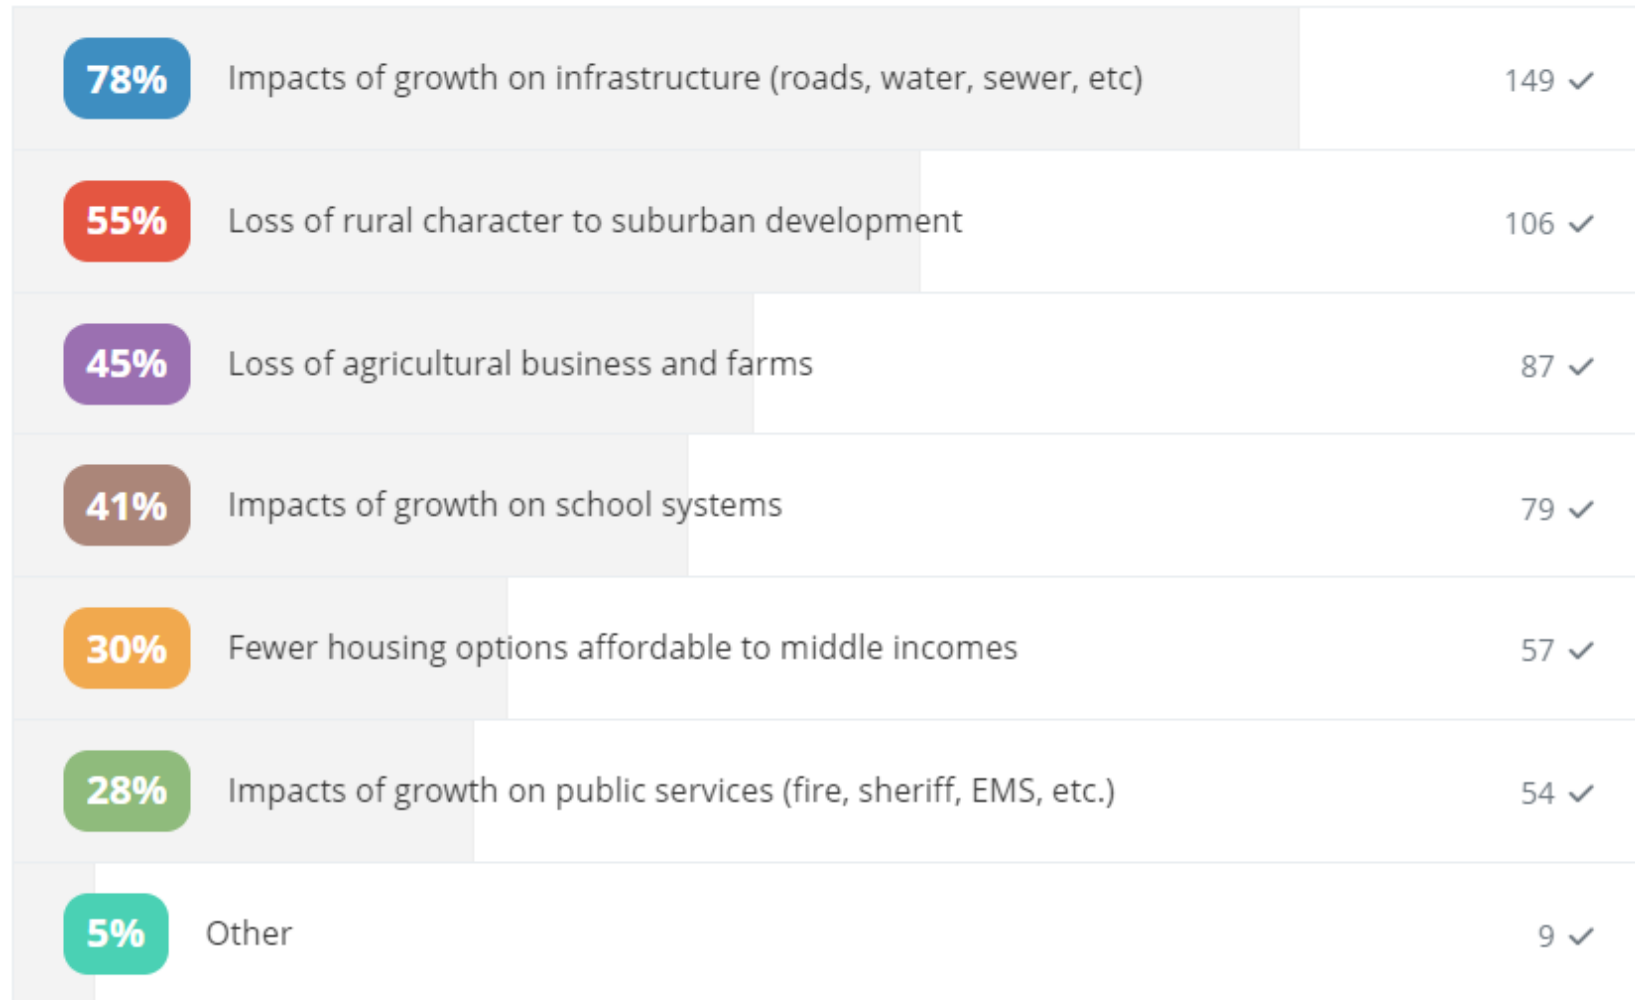 78% Impacts of growth on infrastructure (roads, water, sewer, etc) 149
55% Loss of rural character to suburban development 106
45% Loss of agricultural business and farms 87
41% Impacts of growth on school systems 79
30% Fewer housing options affordable to middle incomes 57
28% Impacts of growth on public services (fire, sheriff, EMS, etc.) 54
5% Other 9